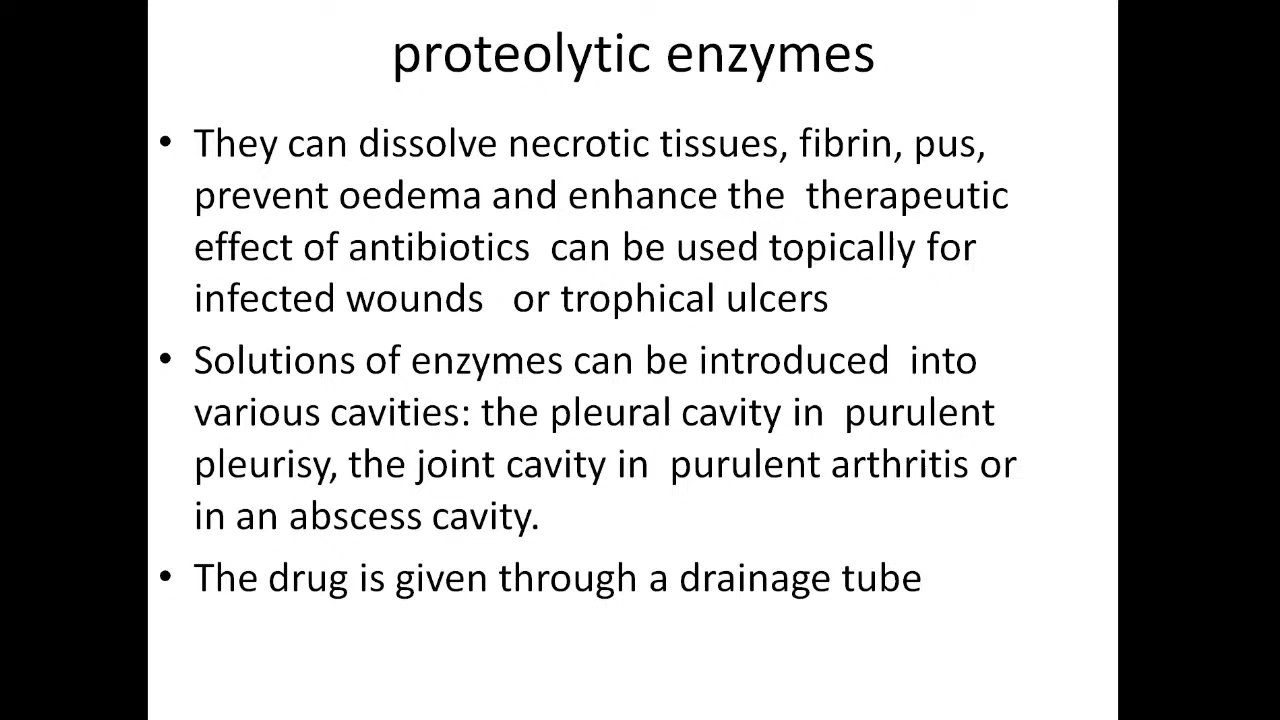 proteolytic enzymes
• They can dissolve necrotic tissues, fibrin, pus,
prevent oedema and enhance the  therapeutic
effect of antibiotics  can be used topically for
infected wounds   or trophical ulcers
• Solutions of enzymes can be introduced  into
various cavities: the pleural cavity in  purulent
pleurisy, the joint cavity in  purulent arthritis or
in an abscess cavity.
• The drug is given through a drainage tube